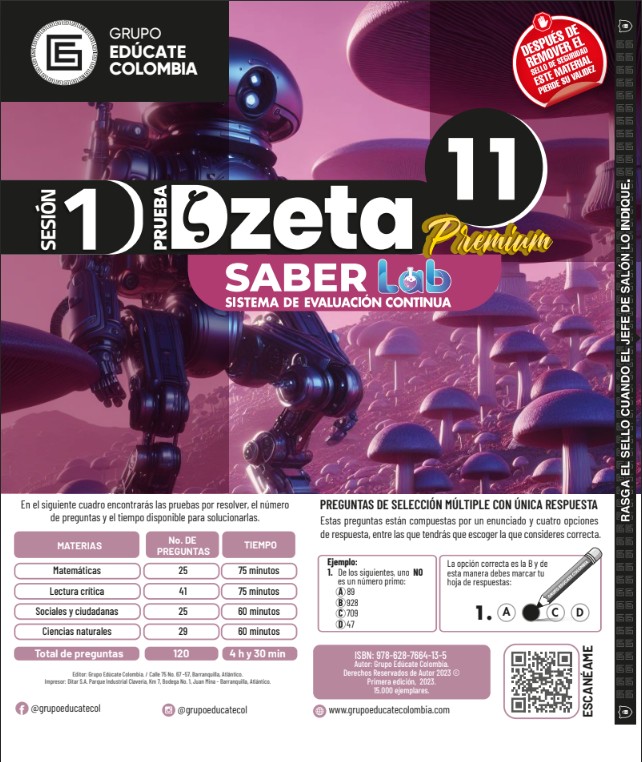 GRUPO
EDÚCATE
COLOMBIA
DESPUÉS DE
REMOVER EL
SELLO DE SEGURIDAD
ESTE MATERIAL
PIERDE SU VALIDEZ
SESIÓN 1
PRUEBA zeta
11
Premium
SABER Lab
SISTEMA DE EVALUACIÓN CONTINUA
RASGA EL SELLO CUANDO EL JEFE DE SALÓN LO INDIQUE.
En el siguiente cuadro encontrarás las pruebas por resolver, el número
de preguntas y el tiempo disponible para solucionarlas.
MATERIAS No. DE PREGUNTAS TIEMPO
Matemáticas 25 75 minutos
Lectura crítica 41 75 minutos
Sociales y ciudadanas 25 60 minutos
Ciencias naturales 29 60 minutos
Total de preguntas 120 4 h y 30 min
Editor: Grupo Edúcate Colombia. / Calle 75 No. 67-67, Barranquilla, Atlántico.
Impresor: Ditar S.A. Parque Industrial Clavería, Km 7, Bodega No. 1, Juan Mina - Barranquilla, Atlántico.
@grupoeducatecol
@grupoeducatecol
PREGUNTAS DE SELECCIÓN MÚLTIPLE CON ÚNICA RESPUESTA
Estas preguntas están compuestas por un enunciado y cuatro opciones
de respuesta, entre las que tendrás que escoger la que consideres correcta.
Ejemplo:
1. De los siguientes, uno NO
es un número primo:
A 89
B 928
C 709
D 47
La opción correcta es la B y de
esta manera debes marcar tu
hoja de respuestas:
1. A C D
ISBN: 978-628-7664-13-5
Autor: Grupo Edúcate Colombia.
Derechos Reservados de Autor 2023 ©
Primera edición, 2023.
15.000 ejemplares.
ESCANÉAME
www.grupoeducatecolombia.com